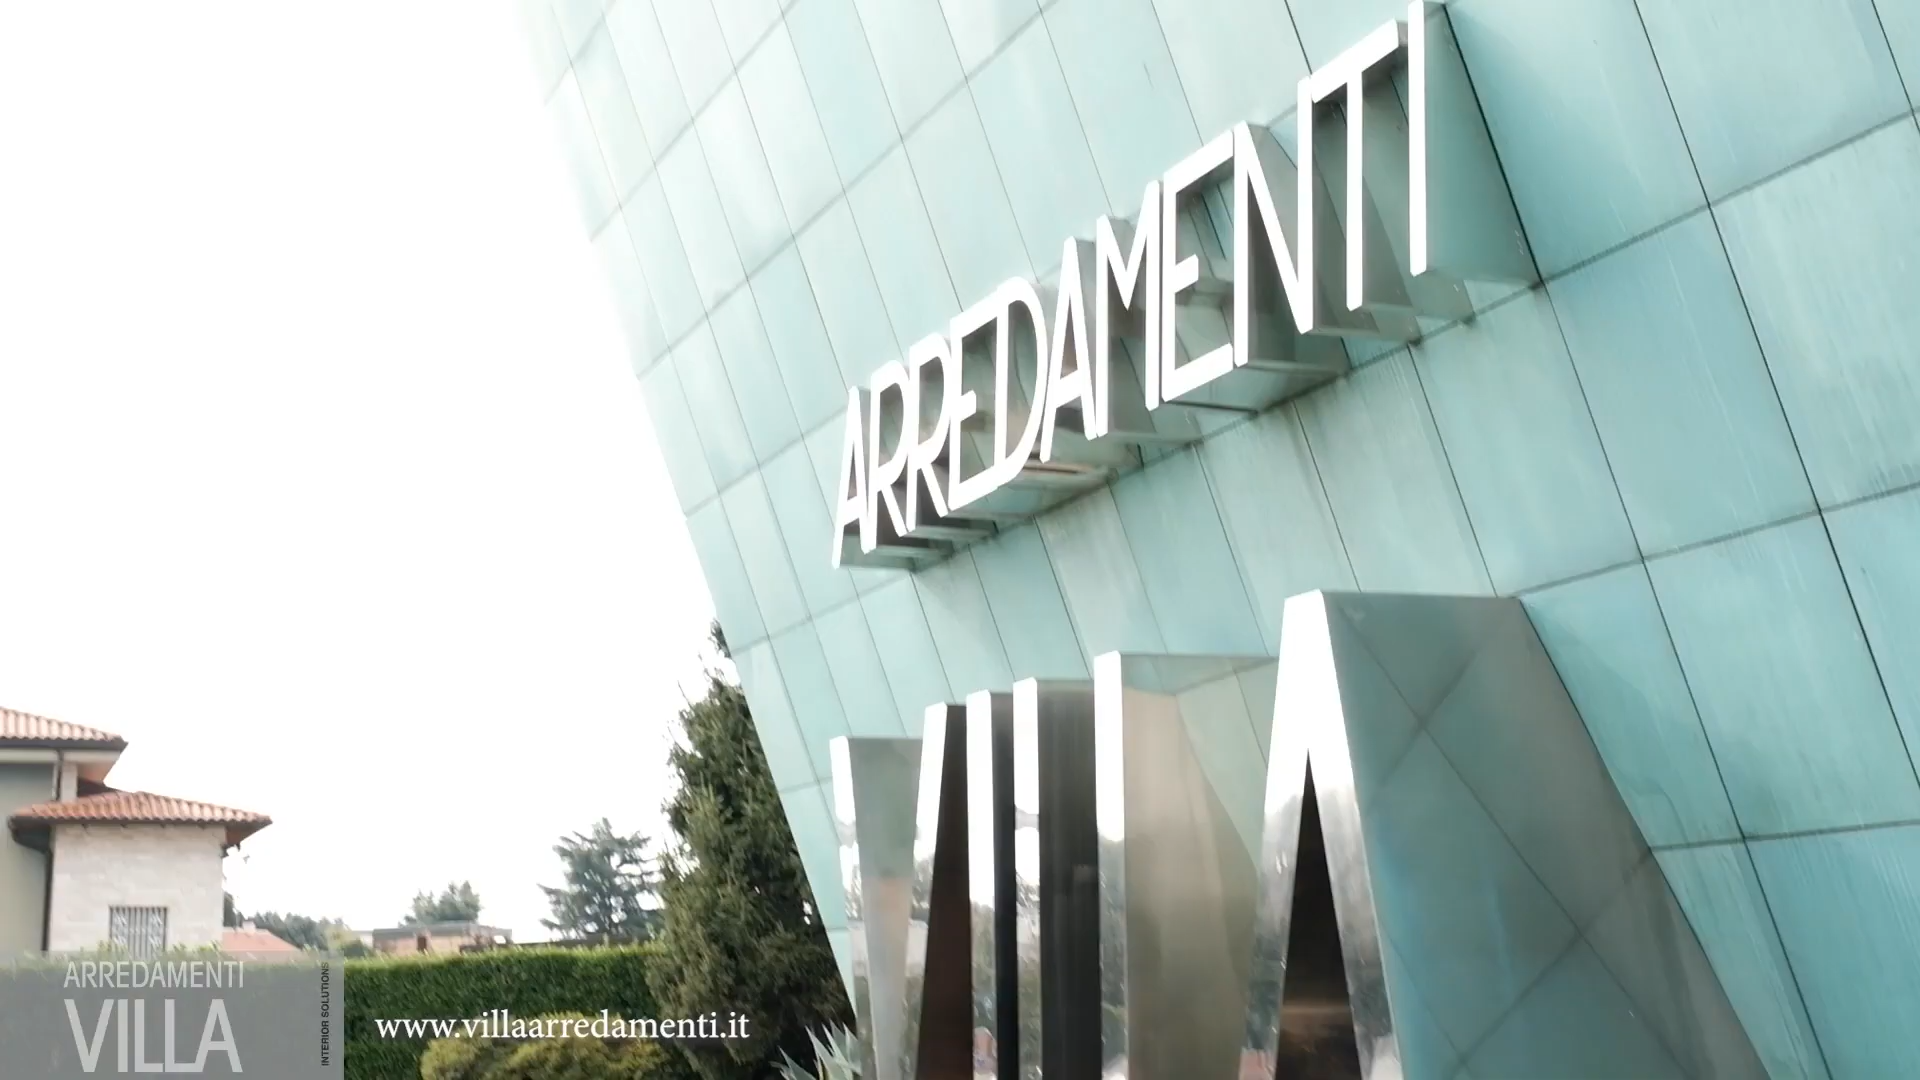 ARREDAMENTI
VILLA
ARREDAMENTI
VILLA
INTERIOR SOLUTIONS
www.villaarredamenti.it